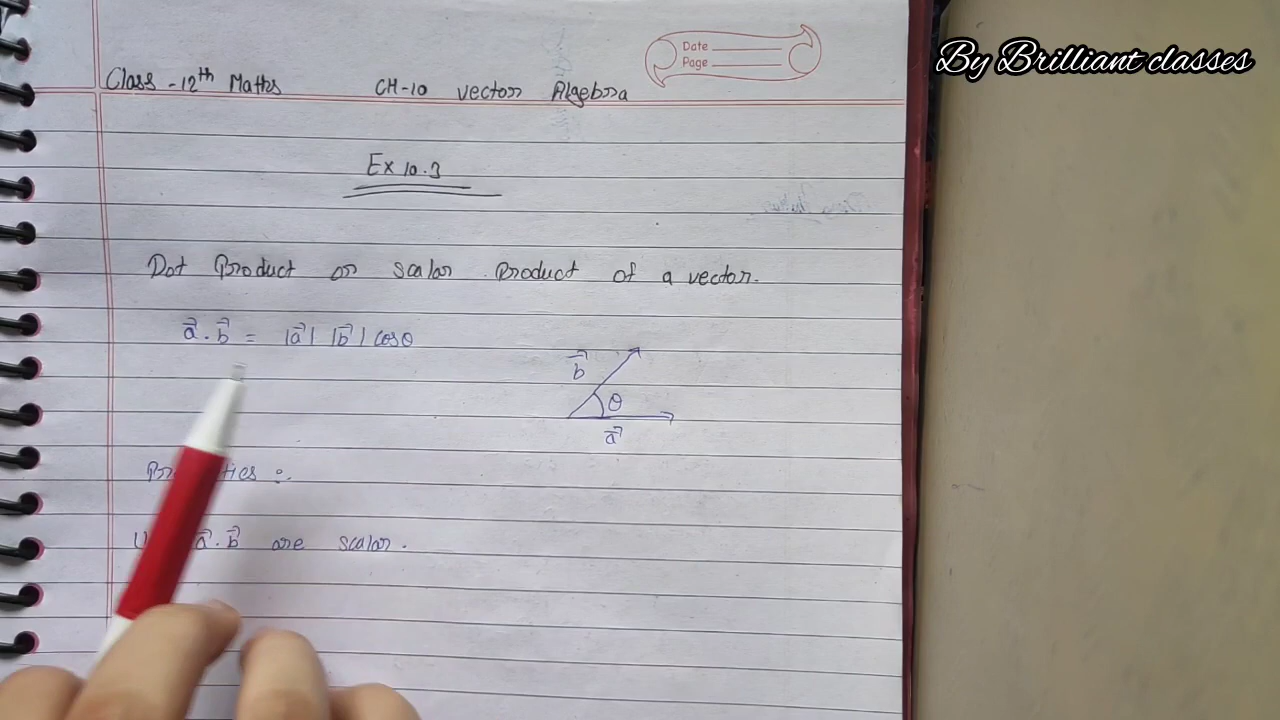 By Brilliant classes
Date
Page
Class - 12th Maths CH-10 vector Algebra
Ex 10.3
Dot Product or scalar Product of a vector.
a⃗ . b⃗ = |a⃗| |b⃗| cosθ
b⃗
θ
a⃗
a⃗ . b⃗ are scalar.